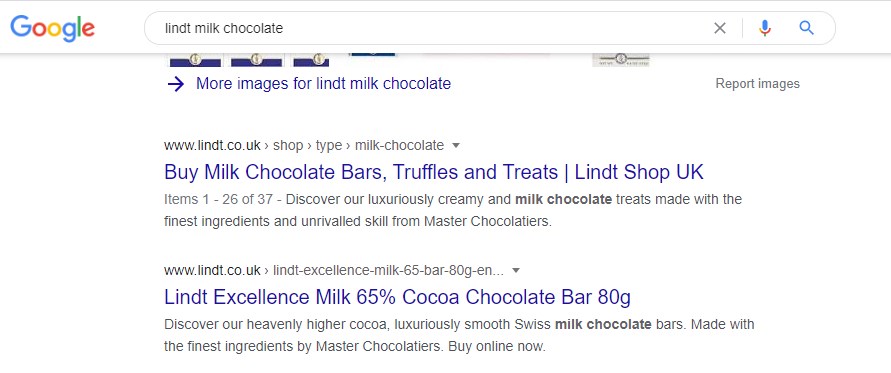 Google
lindt milk chocolate
More images for lindt milk chocolate
Report images
www.lindt.co.uk › shop › type › milk-chocolate
Buy Milk Chocolate Bars, Truffles and Treats | Lindt Shop UK
Items 1 - 26 of 37 - Discover our luxuriously creamy and milk chocolate treats made with the
finest ingredients and unrivalled skill from Master Chocolatiers.
www.lindt.co.uk › lindt-excellence-milk-65-bar-80g-en...
Lindt Excellence Milk 65% Cocoa Chocolate Bar 80g
Discover our heavenly higher cocoa, luxuriously smooth Swiss milk chocolate bars. Made with
the finest ingredients by Master Chocolatiers. Buy online now.